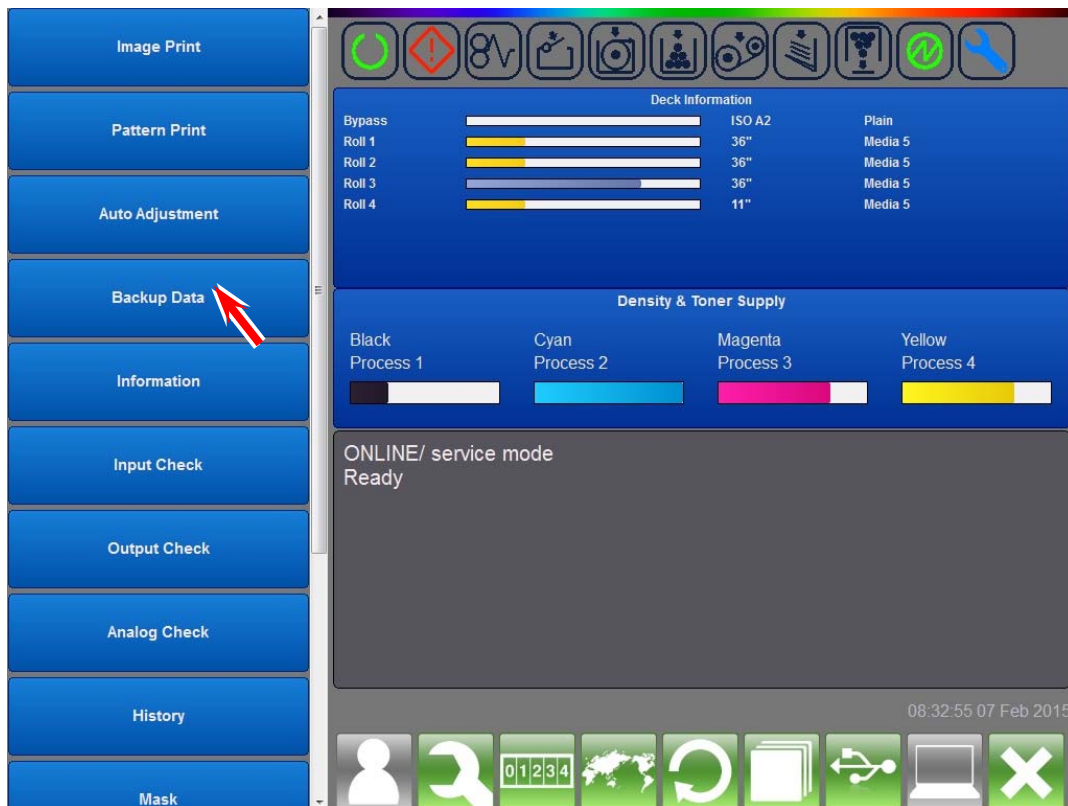 Image Print
Pattern Print
Auto Adjustment
Backup Data
Information
Input Check
Output Check
Analog Check
History
Mask
Deck Information
Bypass ISO A2 Plain
Roll 1 36" Media 5
Roll 2 36" Media 5
Roll 3 36" Media 5
Roll 4 11" Media 5
Density & Toner Supply
Black Cyan Magenta Yellow
Process 1 Process 2 Process 3 Process 4
ONLINE/ service mode
Ready
08:32:55 07 Feb 2015
01234